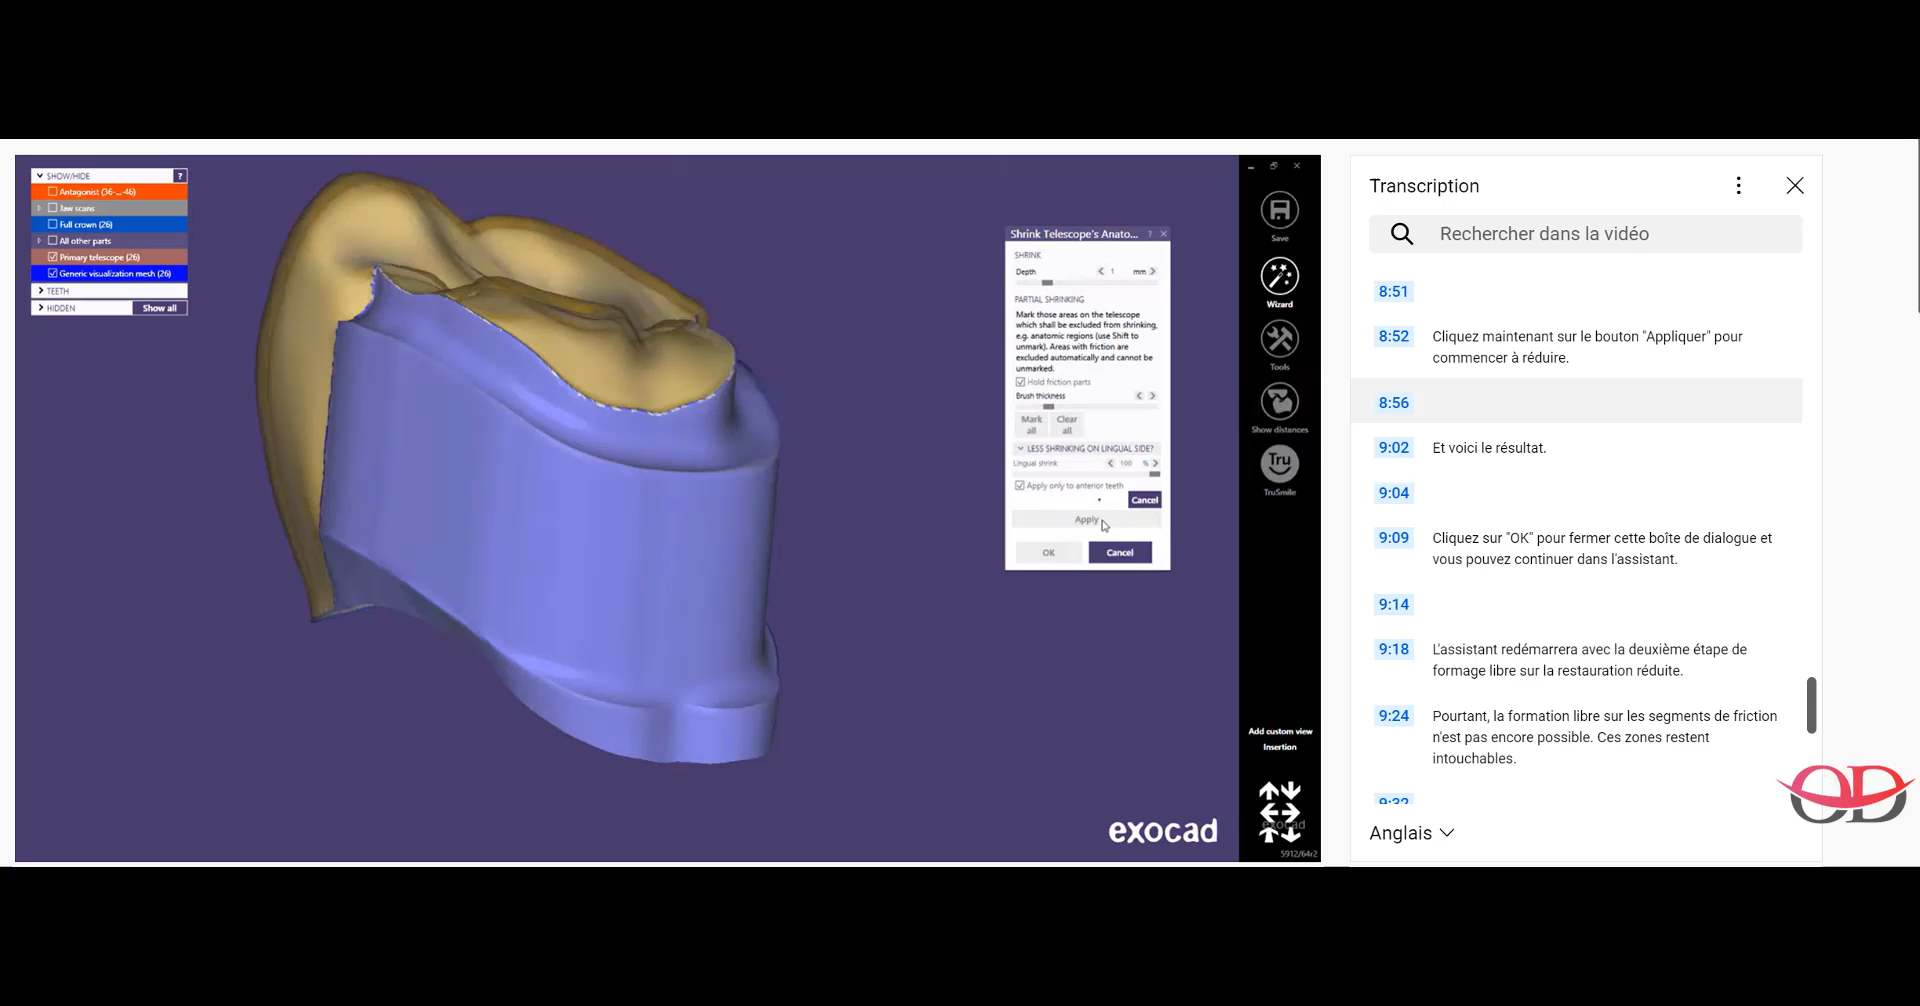 SHOW/HIDE ?
Antagonist (36-...-46)
Jaw scans
Full crown (26)
All other parts
Primary telescope (26)
Generic visualization mesh (26)
TEETH
HIDDEN Show all
Shrink Telescope's Anato... ?
SHRINK
Depth 1 mm
PARTIAL SHRINKING
Mark those areas on the telescope
which shall be excluded from shrinking,
e.g. anatomic regions (use Shift to
unmark). Areas with friction are
excluded automatically and cannot be
unmarked.
Hold friction parts
Brush thickness
Mark all
Clear all
LESS SHRINKING ON LINGUAL SIDE?
Lingual shrink 100 %
Apply only to anterior teeth
Cancel
Apply
OK Cancel
Save
Wizard
Tools
Show distances
Tru
TruSmile
Add custom view
Insertion
exocad
exocad
5912/64r2
Transcription
Rechercher dans la vidéo
8:51
8:52 Cliquez maintenant sur le bouton "Appliquer" pour
commencer à réduire.
8:56
9:02 Et voici le résultat.
9:04
9:09 Cliquez sur "OK" pour fermer cette boîte de dialogue et
vous pouvez continuer dans l'assistant.
9:14
9:18 L'assistant redémarrera avec la deuxième étape de
formage libre sur la restauration réduite.
9:24 Pourtant, la formation libre sur les segments de friction
n'est pas encore possible. Ces zones restent
intouchables.
9:32
Anglais
OD